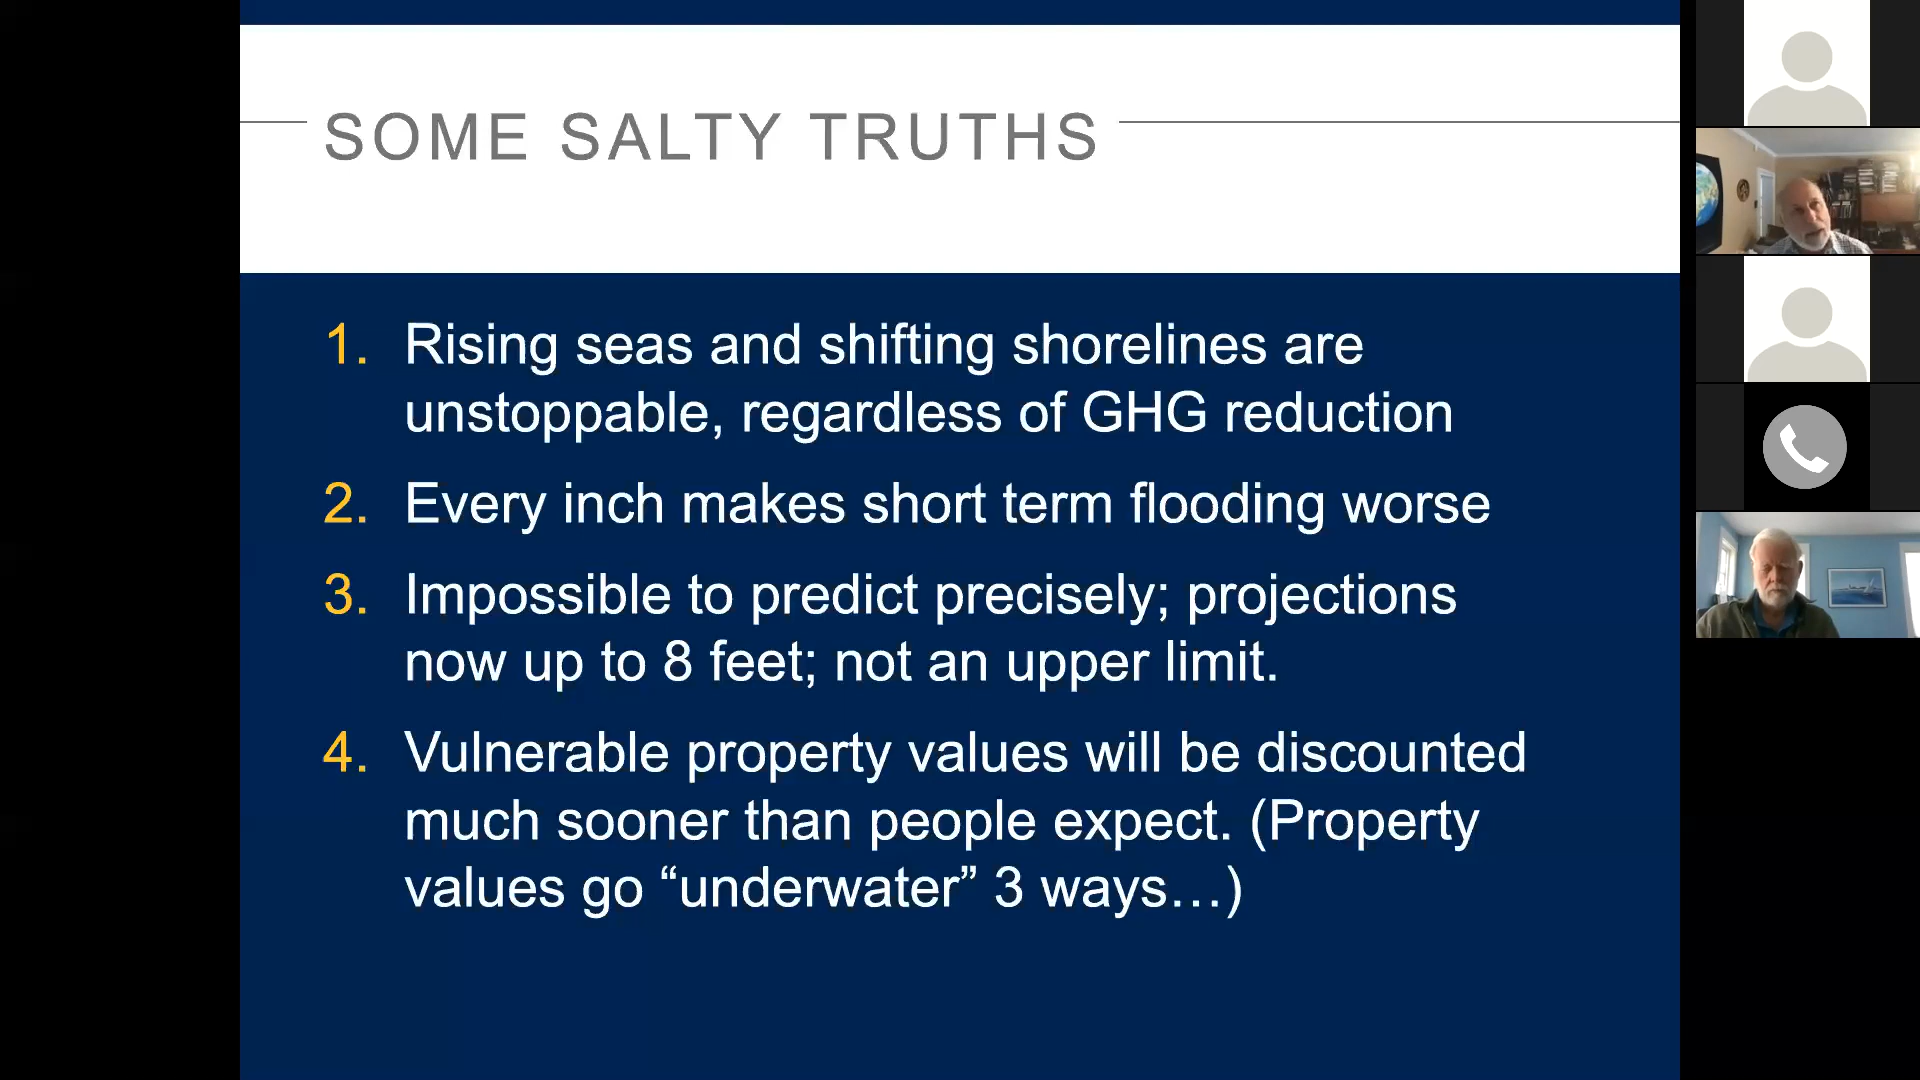 SOME SALTY TRUTHS
1. Rising seas and shifting shorelines are
unstoppable, regardless of GHG reduction
2. Every inch makes short term flooding worse
3. Impossible to predict precisely; projections
now up to 8 feet; not an upper limit.
4. Vulnerable property values will be discounted
much sooner than people expect. (Property
values go “underwater” 3 ways…)